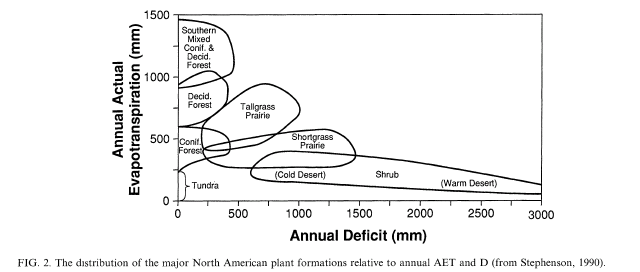 1500
1000
500
0
Annual Actual
Evapotranspiration (mm)
Southern
Mixed
Conif. &
Decid.
Forest
Decid.
Forest
Tallgrass
Prairie
Conif.
Forest
Shortgrass
Prairie
Tundra
(Cold Desert)
Shrub
(Warm Desert)
0 500 1000 1500 2000 2500 3000
Annual Deficit (mm)
FIG. 2. The distribution of the major North American plant formations relative to annual AET and D (from Stephenson, 1990).